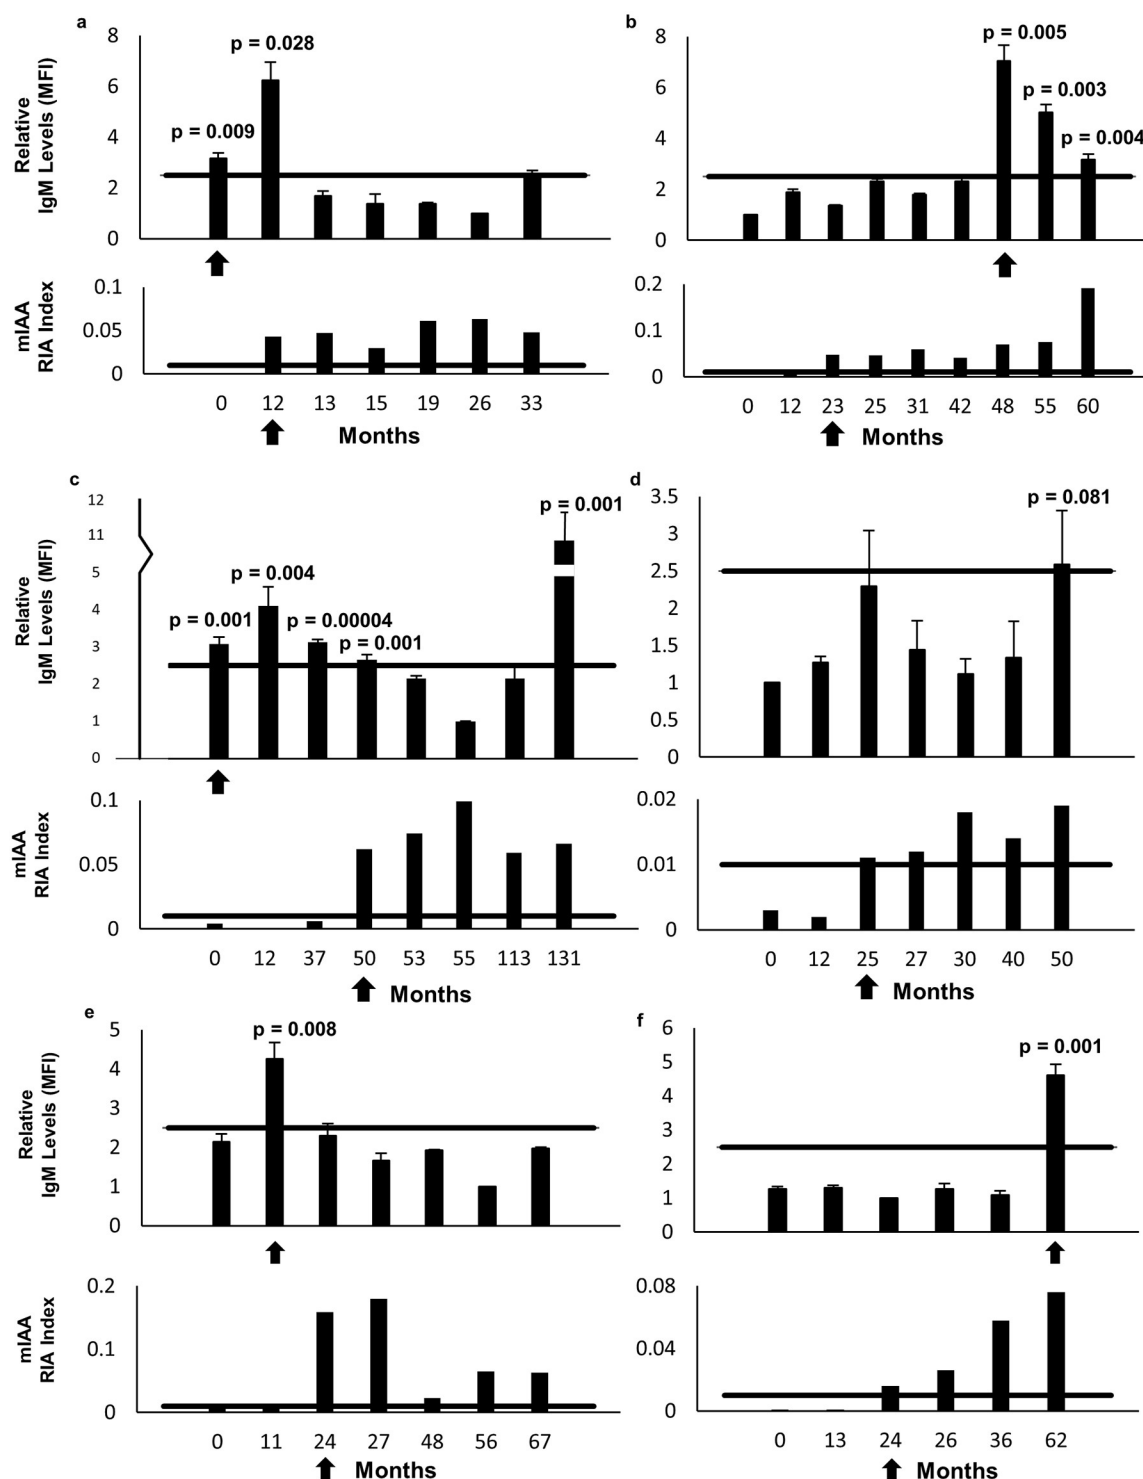 a
Relative
IgM Levels (MFI)
8
6
4
2
0
p = 0.009
p = 0.028
mIAA
RIA Index
0.1
0.05
0
0 12 13 15 19 26 33
Months
b
8
6
4
2
0
p = 0.005
p = 0.003
p = 0.004
0.2
0.1
0
0 12 23 25 31 42 48 55 60
Months
c
Relative
IgM Levels (MFI)
12
11
5
4
3
2
1
0
p = 0.001
p = 0.004
p = 0.00004
p = 0.001
p = 0.001
mIAA
RIA Index
0.1
0.05
0
0 12 37 50 53 55 113 131
Months
d
3.5
3
2.5
2
1.5
1
0.5
0
p = 0.081
0.02
0.01
0
0 12 25 27 30 40 50
Months
e
Relative
IgM Levels (MFI)
5
4
3
2
1
0
p = 0.008
mIAA
RIA Index
0.2
0.1
0
0 11 24 27 48 56 67
Months
f
6
5
4
3
2
1
0
p = 0.001
0.08
0.04
0
0 13 24 26 36 62
Months